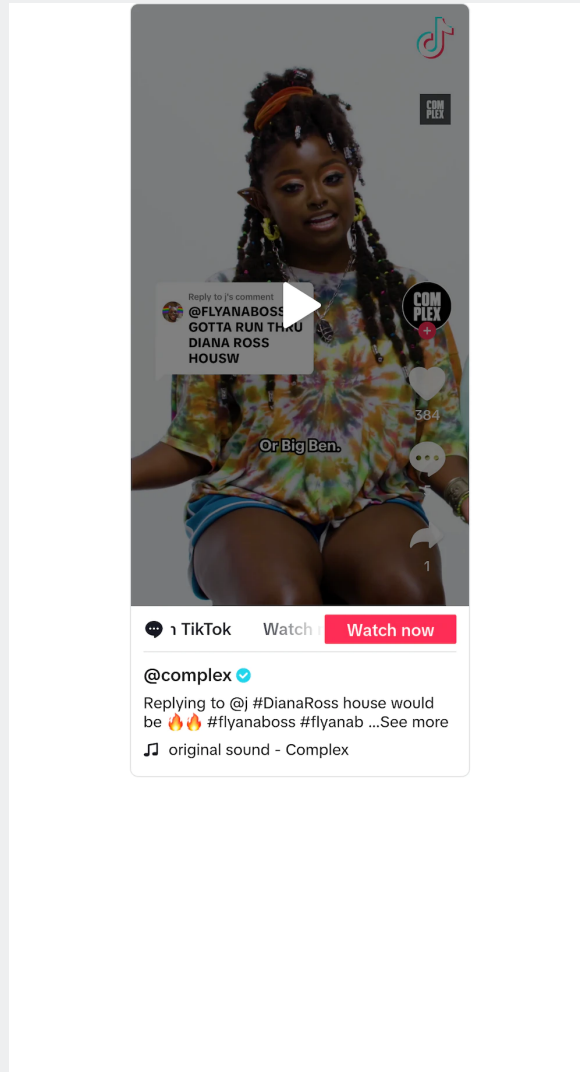 COM
PLEX
Reply to j's comment
@FLYANABOSS
GOTTA RUN THRU
DIANA ROSS
HOUSW
COM
PLEX
384
Or Big Ben.
1
TikTok
Watch
Watch now
@complex
Replying to @j #DianaRoss house would
be 🔥🔥 #flyanaboss #flyanab ...See more
original sound - Complex